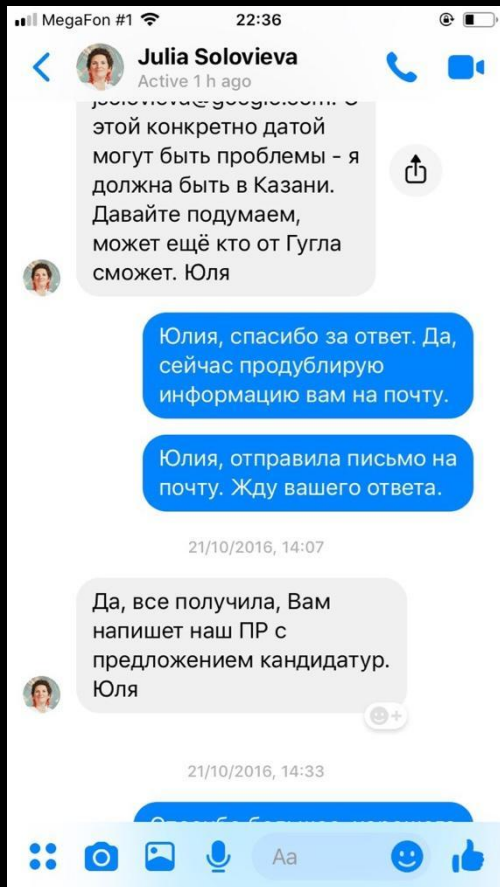 MegaFon #1
22:36
Julia Solovieva
Active 1 h ago
этой конкретно датой
могут быть проблемы - я
должна быть в Казани.
Давайте подумаем,
может ещё кто от Гугла
сможет. Юля
Юлия, спасибо за ответ. Да,
сейчас продублирую
информацию вам на почту.
Юлия, отправила письмо на
почту. Жду вашего ответа.
21/10/2016, 14:07
Да, все получила, Вам
напишет наш ПР с
предложением кандидатур.
Юля
21/10/2016, 14:33
Aa